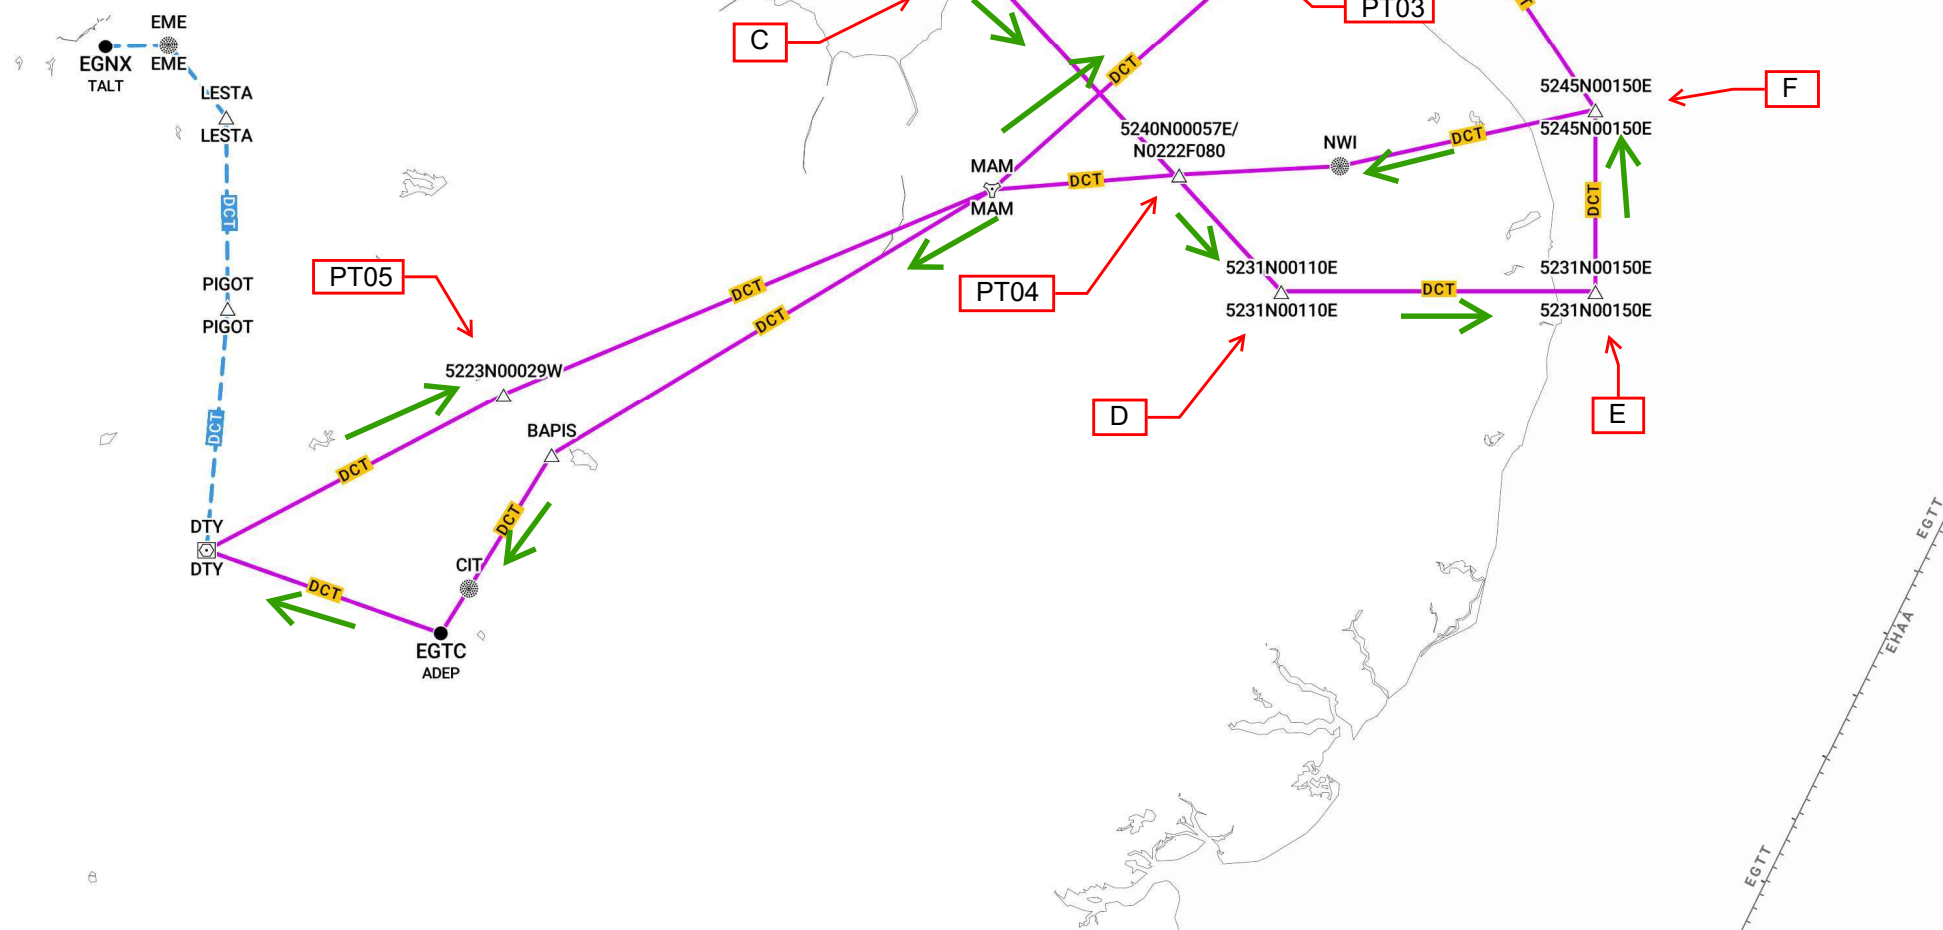 PT03
EME
C
EGNX
EME
TALT
DCT
LESTA
5245N00150E
F
LESTA
5240N00057E/
N0222F080
5245N00150E
DCT
NWI
MAM
DCT
MAM
DCT
DCT
PIGOT
PT05
5231N00110E
5231N00150E
DCT
PT04
DCT
PIGOT
5231N00110E
5231N00150E
DCT
5223N00029W
D
E
DCT
BAPIS
DCT
DTY
DCT
EGTT
DTY
CIT
DCT
EGTC
ADEP
EHAA
EGTT